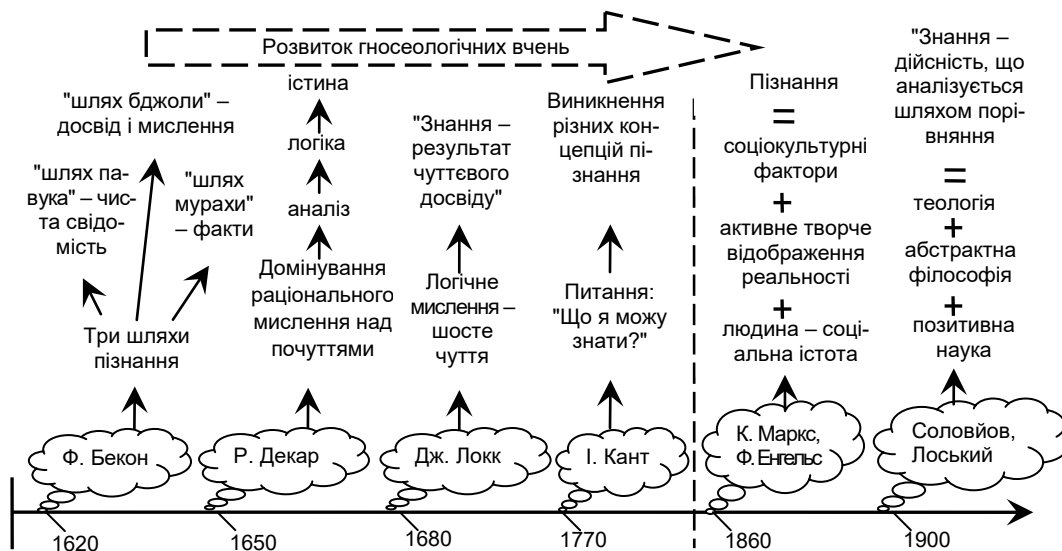 Розвиток гносеологічних вчень
"шлях бджоли" –
досвід і мислення
"шлях па-
вука" – чис-
та свідо-
мість
"шлях
мурахи"
– факти
Три шляхи
пізнання
Ф. Бекон
1620
істина
логіка
аналіз
Домінування
раціонального
мислення над
почуттями
Р. Декар
1650
"Знання –
результат
чуттєвого
досвіду"
Логічне
мислення –
шосте
чуття
Дж. Локк
1680
Виникнення
різних кон-
цепцій пі-
знання
Питання:
"Що я можу
знати?"
І. Кант
1770
Пізнання
=
соціокультурні
фактори
+
активне творче
відображення
реальності
+
людина – соці-
альна істота
К. Маркс,
Ф. Енгельс
1860
"Знання –
дійсність, що
аналізується
шляхом порі-
вняння
=
теологія
+
абстрактна
філософія
+
позитивна
наука
Соловйов,
Лоський
1900